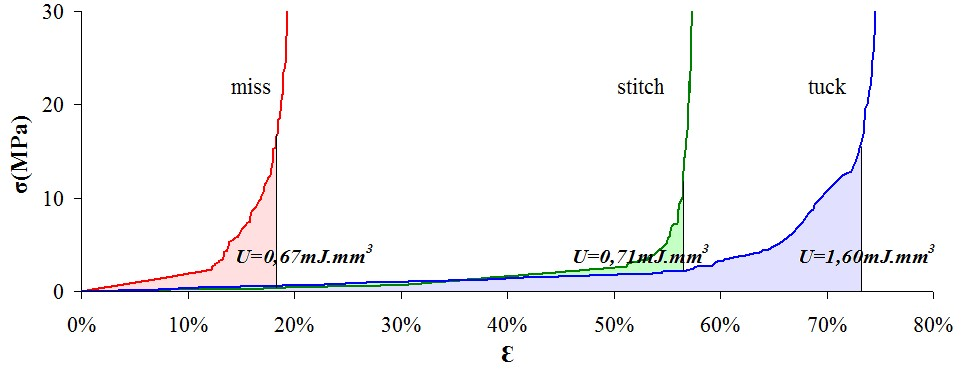 30
miss
stitch
tuck
20
σ(MPa)
10
U=0,67mJ.mm³
U=0,71mJ.mm³
U=1,60mJ.mm³
0
0%
10%
20%
30%
40%
50%
60%
70%
80%
ε